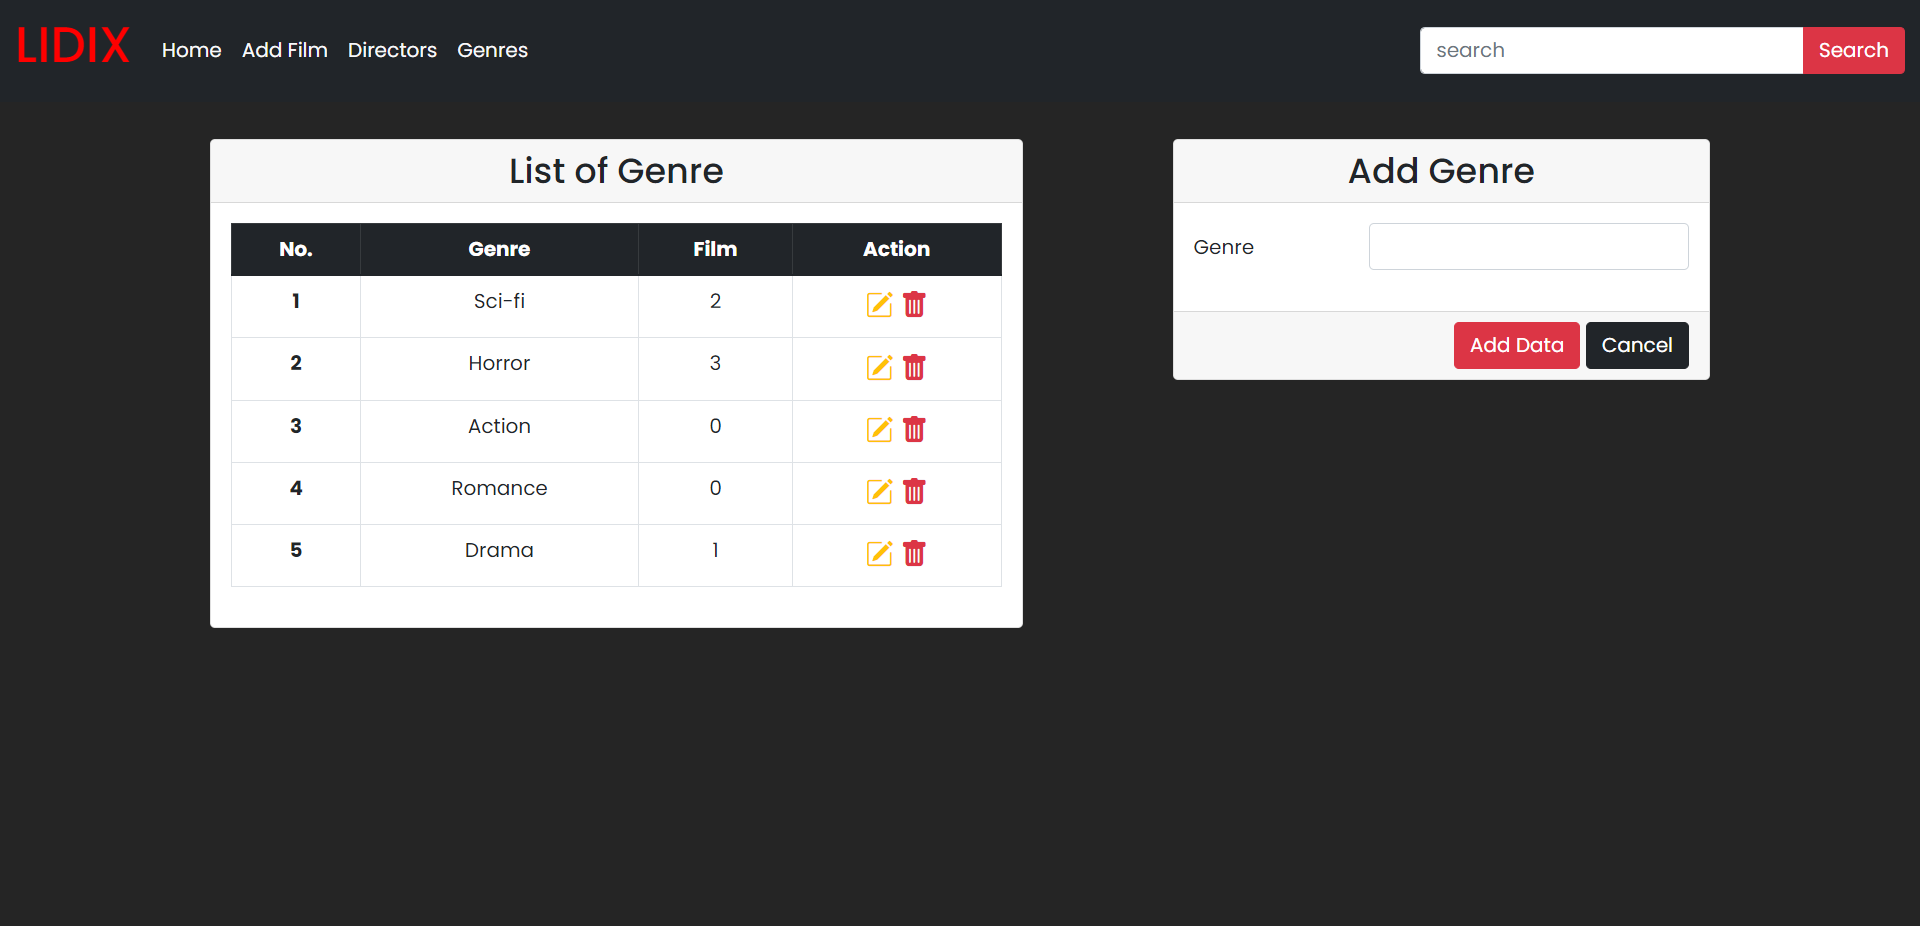 LIDIX Home Add Film Directors Genres search Search
List of Genre
No. Genre Film Action
1 Sci-fi 2
2 Horror 3
3 Action 0
4 Romance 0
5 Drama 1
Add Genre
Genre
Add Data Cancel